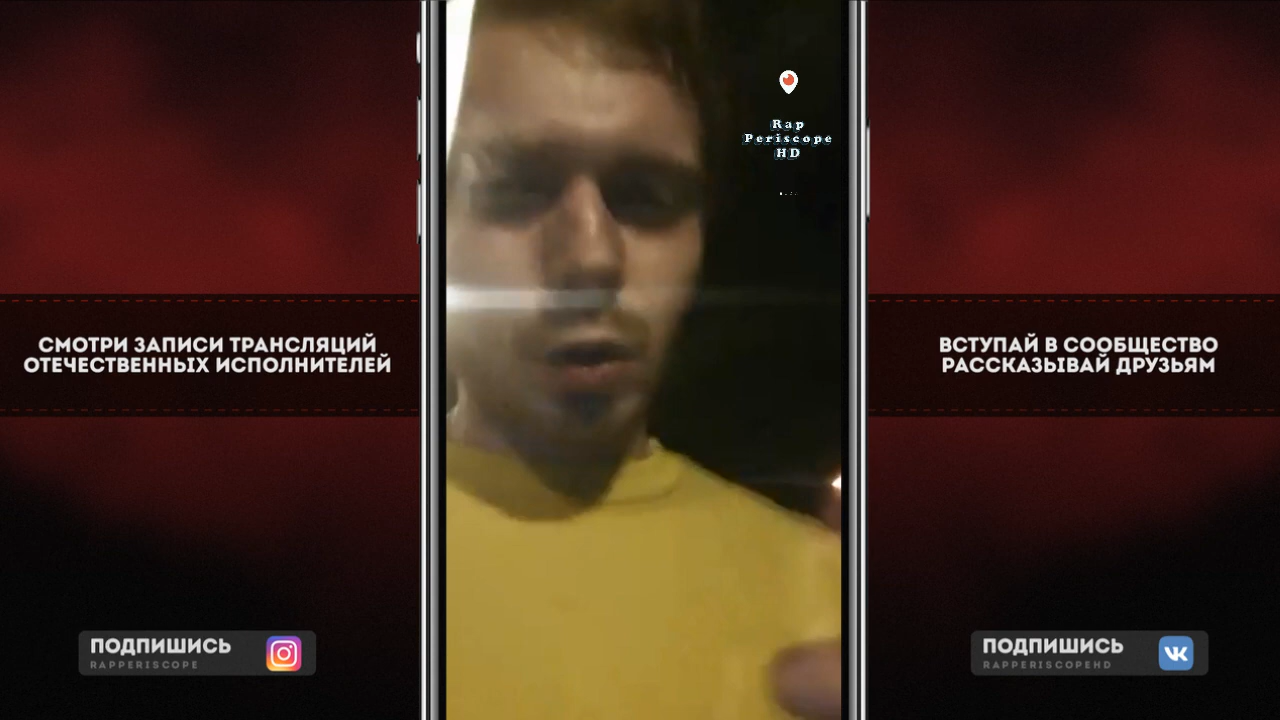 Rap
Periscope
HD
СМОТРИ ЗАПИСИ ТРАНСЛЯЦИЙ
ОТЕЧЕСТВЕННЫХ ИСПОЛНИТЕЛЕЙ
ВСТУПАЙ В СООБЩЕСТВО
РАССКАЗЫВАЙ ДРУЗЬЯМ
ПОДПИШИСЬ
RAPPERISCOPE
ПОДПИШИСЬ
RAPPERISCOPEHD